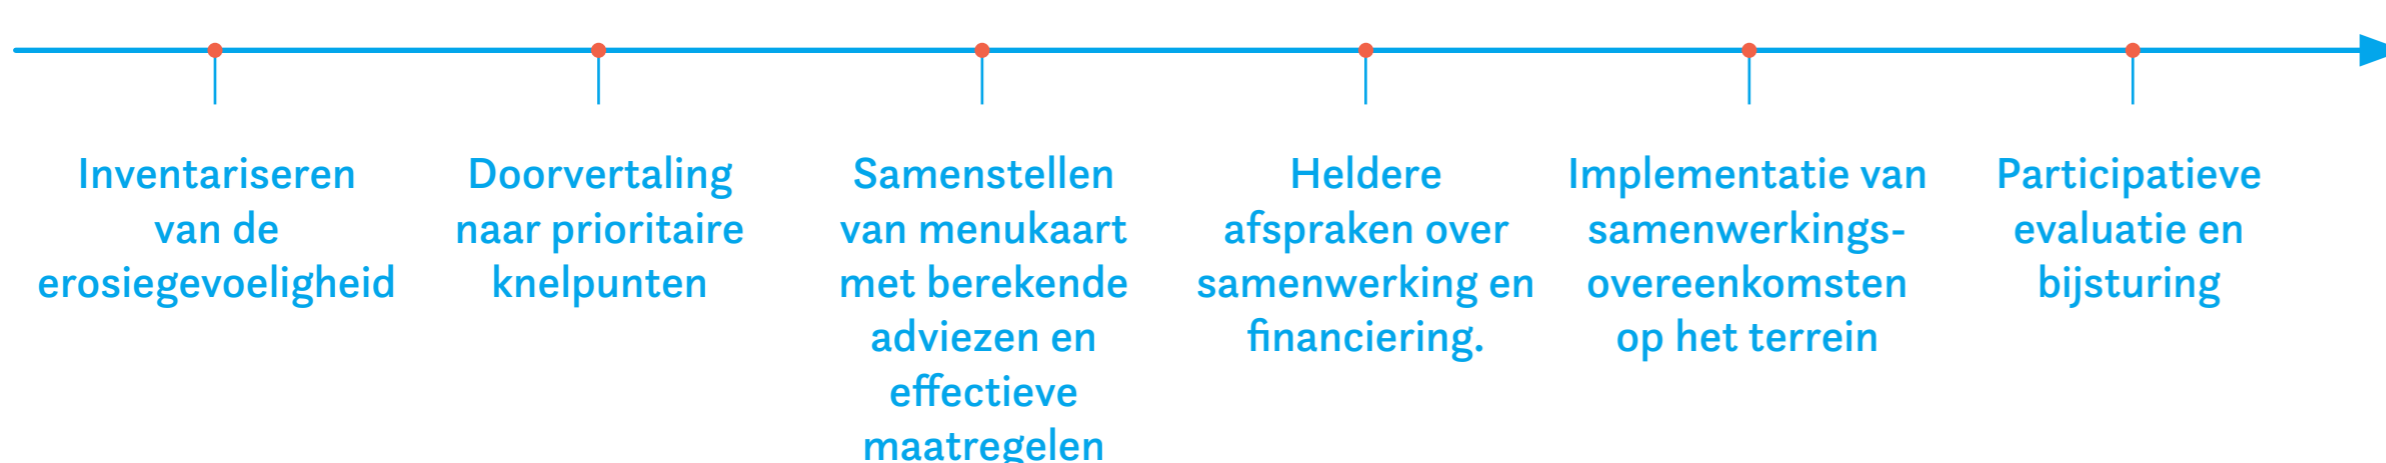 Inventariseren
van de
erosiegevoeligheid
Doorvertaling
naar prioritaire
knelpunten
Samenstellen
van menukaart
met berekende
adviezen en
effectieve
maatregelen
Heldere
afspraken over
samenwerking en
financiering.
Implementatie van
samenwerkings-
overeenkomsten
op het terrein
Participatieve
evaluatie en
bijsturing